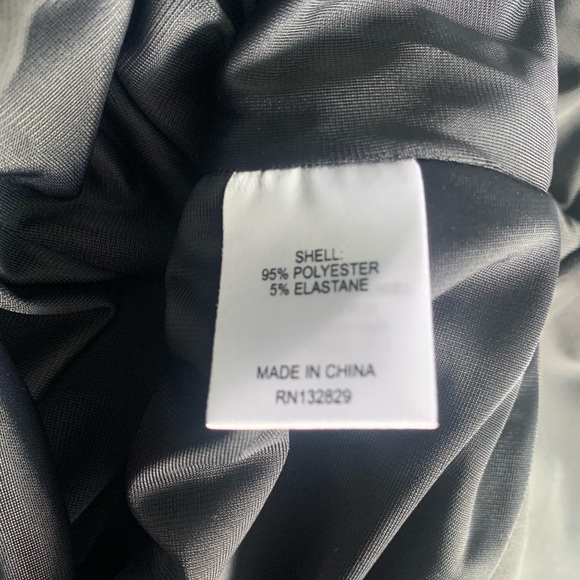 SHELL:
95% POLYESTER
5% ELASTANE
MADE IN CHINA
RN132829